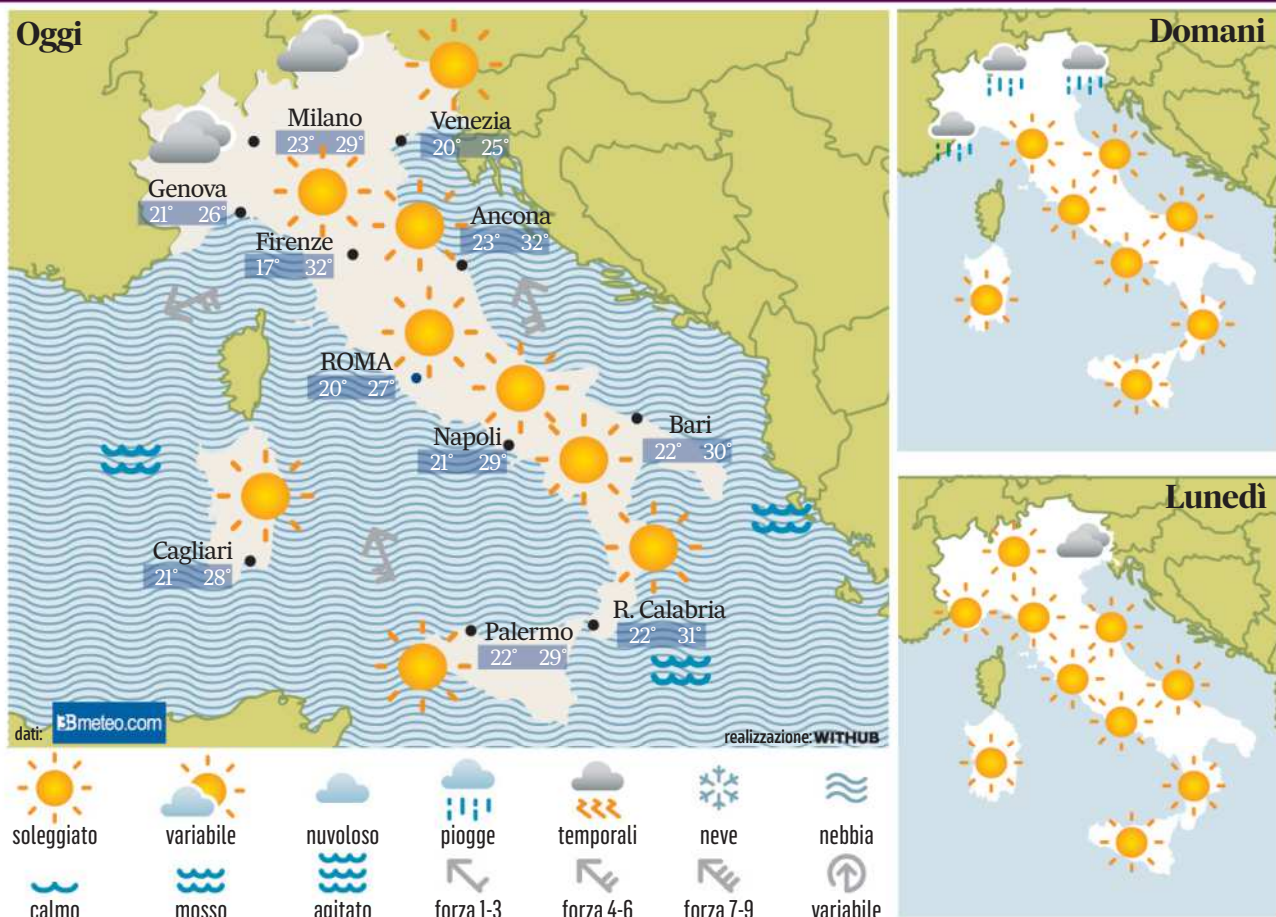 Oggi
Milano
23° 29°
Venezia
20° 25°
Genova
21° 26°
Ancona
23° 32°
Firenze
17° 32°
ROMA
20° 27°
Napoli
21° 29°
Bari
22° 30°
Cagliari
21° 28°
Palermo
22° 29°
R. Calabria
22° 31°
dati: 3Bmeteo.com
realizzazione: WITHUB
Domani
Lunedì
soleggiato variabile nuvoloso piogge temporali neve nebbia
calmo mosso agitato forza 1-3 forza 4-6 forza 7-9 variabile